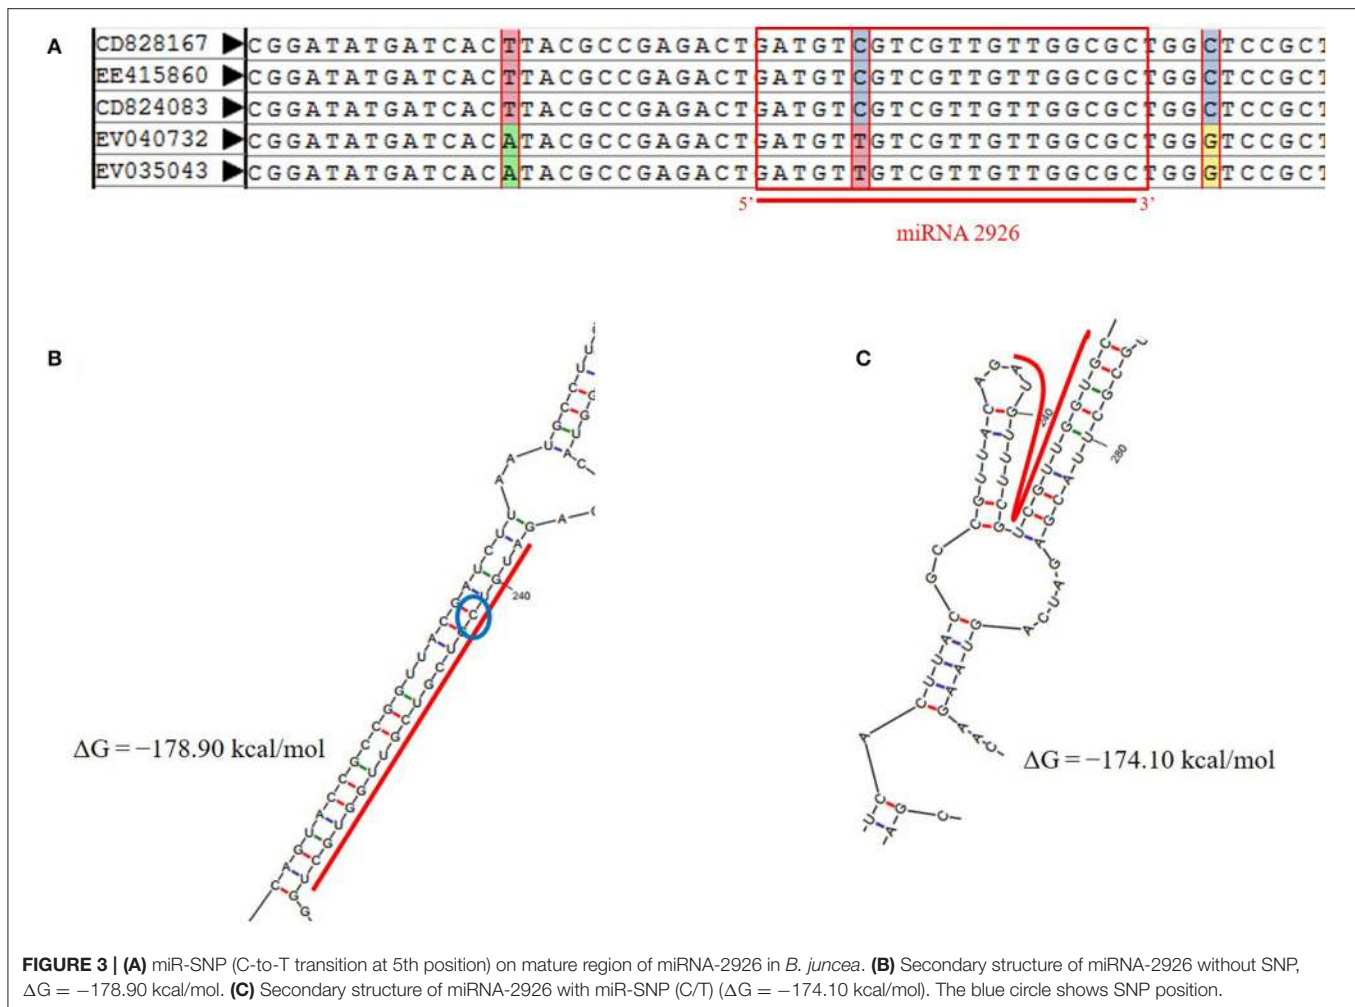 A
CD828167 CGGATATGATCACTTACGCCGAGACTGATGTCGTCGTTGTTGGCGCTGGCTCCGCT
EE415860 CGGATATGATCACTTACGCCGAGACTGATGTCGTCGTTGTTGGCGCTGGCTCCGCT
CD824083 CGGATATGATCACTTACGCCGAGACTGATGTCGTCGTTGTTGGCGCTGGCTCCGCT
EV040732 CGGATATGATCACATACGCCGAGACTGATGTTGTCGTTGTTGGCGCTGGGTCCGCT
EV035043 CGGATATGATCACATACGCCGAGACTGATGTTGTCGTTGTTGGCGCTGGGTCCGCT
5’ 3’
miRNA 2926
B
240
ΔG = −178.90 kcal/mol
C
240
280
ΔG = −174.10 kcal/mol
FIGURE 3 | (A) miR-SNP (C-to-T transition at 5th position) on mature region of miRNA-2926 in B. juncea. (B) Secondary structure of miRNA-2926 without SNP,
ΔG = −178.90 kcal/mol. (C) Secondary structure of miRNA-2926 with miR-SNP (C/T) (ΔG = −174.10 kcal/mol). The blue circle shows SNP position.